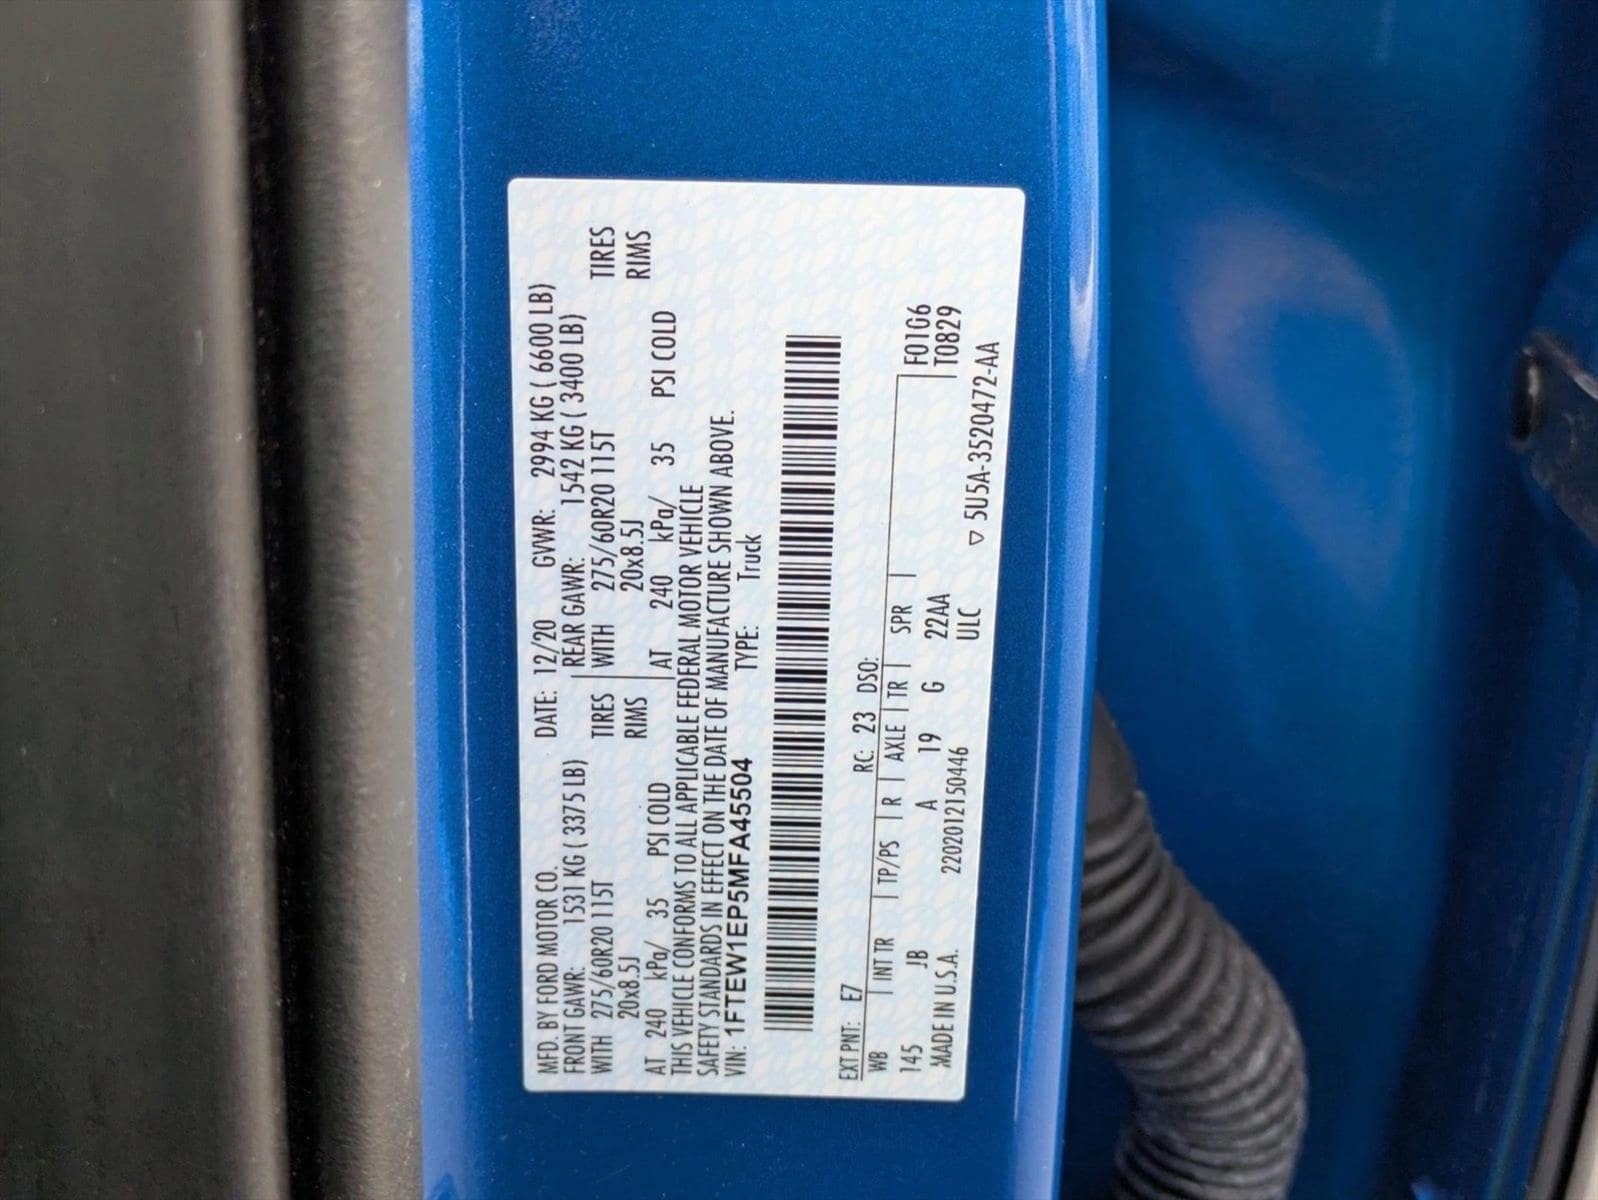 MFD. BY FORD MOTOR CO. DATE: 12/20 GVWR: 2994 KG ( 6600 LB)
FRONT GAWR: 1531 KG ( 3375 LB) REAR GAWR: 1542 KG ( 3400 LB)
WITH 275/60R20 115T TIRES WITH 275/60R20 115T TIRES
20x8.5J RIMS 20x8.5J RIMS
AT 240 kPa/ 35 PSI COLD AT 240 kPa/ 35 PSI COLD
THIS VEHICLE CONFORMS TO ALL APPLICABLE FEDERAL MOTOR VEHICLE
SAFETY STANDARDS IN EFFECT ON THE DATE OF MANUFACTURE SHOWN ABOVE.
VIN: 1FTEW1EP5MFA45504 TYPE: Truck
EXT PNT: E7 RC: 23 DSO:
WB | INT TR | TP/PS | R | AXLE | TR | SPR | F01G6
145 JB A 19 G 22AA T0829
MADE IN U.S.A. 2202012150446 ULC
▽ 5U5A-3520472-AA